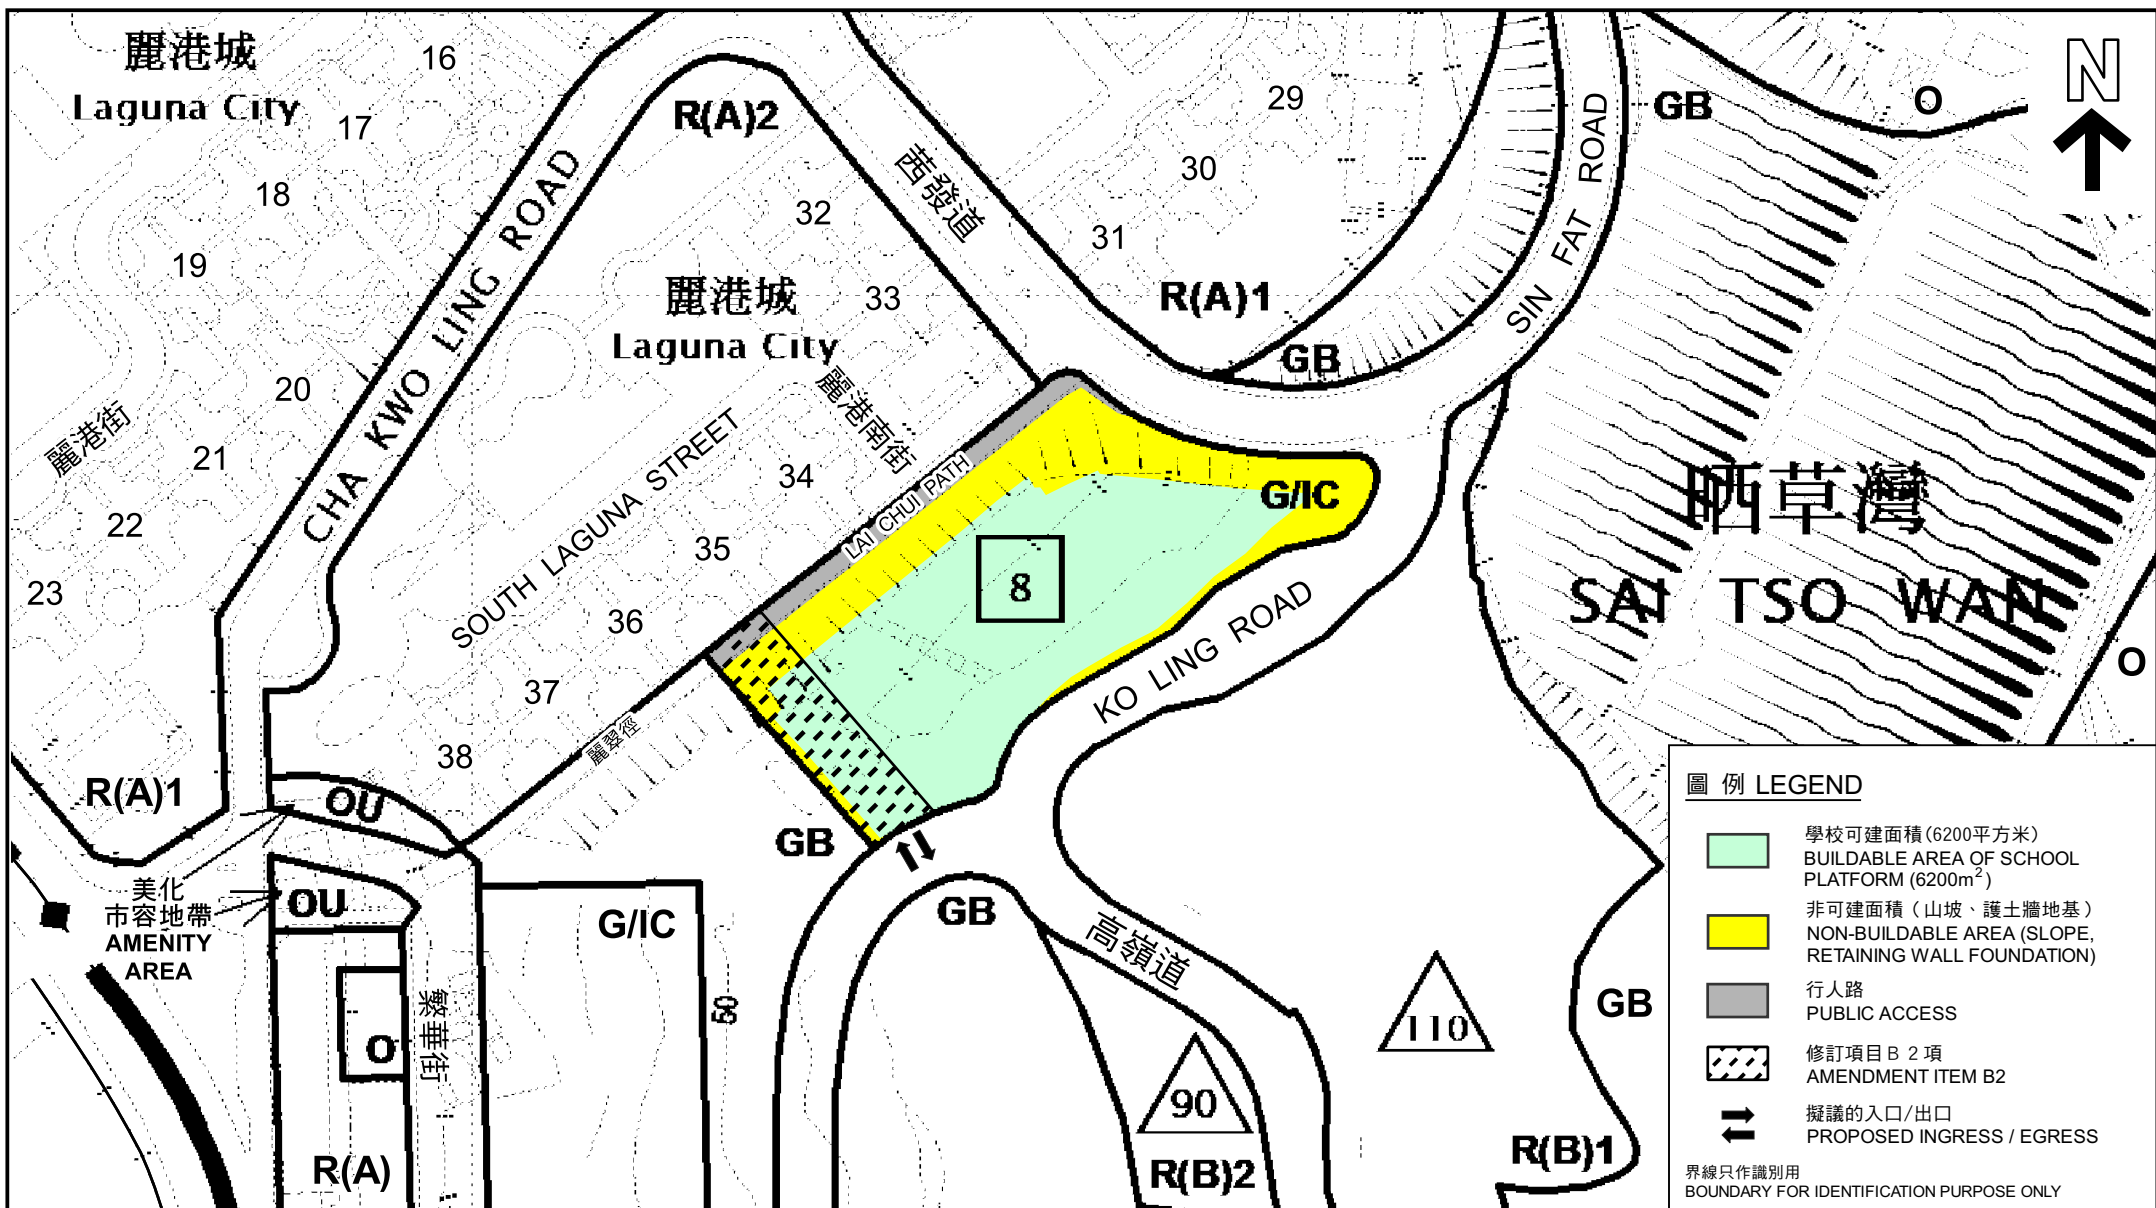 麗港城
Laguna City
16
17
18
19
20
21
22
23
麗港街
CHA KWO LING ROAD
R(A)2
茜發道
29
30
31
32
33
麗港城
Laguna City
R(A)1
GB
SIN FAT ROAD
GB
O
N
麗港南街
SOUTH LAGUNA STREET
34
35
36
37
38
LAI CHUI PATH
麗翠徑
G/IC
8
KO LING ROAD
晒草灣
SAI TSO WAN
O
R(A)1
OU
OU
美化
市容地帶
AMENITY
AREA
GB
G/IC
GB
高嶺道
繁華街
O
R(A)
90
R(B)2
110
GB
R(B)1
圖 例 LEGEND
學校可建面積(6200平方米)
BUILDABLE AREA OF SCHOOL
PLATFORM (6200m²)
非可建面積（山坡、護土牆地基）
NON-BUILDABLE AREA (SLOPE,
RETAINING WALL FOUNDATION)
行人路
PUBLIC ACCESS
修訂項目Ｂ２項
AMENDMENT ITEM B2
擬議的入口/出口
PROPOSED INGRESS / EGRESS
界線只作識別用
BOUNDARY FOR IDENTIFICATION PURPOSE ONLY